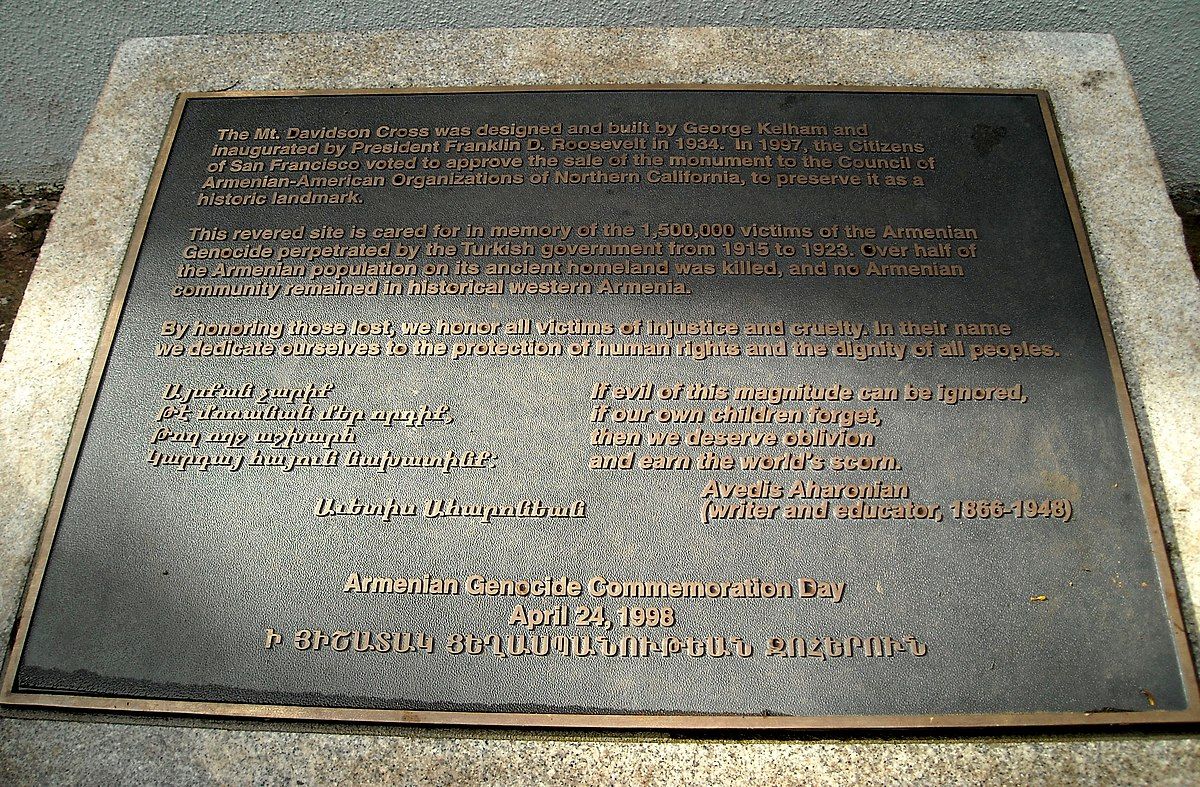 The Mt. Davidson Cross was designed and built by George Kelham and
inaugurated by President Franklin D. Roosevelt in 1934. In 1997, the Citizens
of San Francisco voted to approve the sale of the monument to the Council of
Armenian-American Organizations of Northern California, to preserve it as a
historic landmark.
This revered site is cared for in memory of the 1,500,000 victims of the Armenian
Genocide perpetrated by the Turkish government from 1915 to 1923. Over half of
the Armenian population on its ancient homeland was killed, and no Armenian
community remained in historical western Armenia.
By honoring those lost, we honor all victims of injustice and cruelty. In their name
we dedicate ourselves to the protection of human rights and the dignity of all peoples.
Այսքան չարիք
Թէ մոռանան մեր որդիք,
Թող ողջ աշխարհ
Կարդայ հայուն նախատինք:
Աւետիս Ահարոնեան
If evil of this magnitude can be ignored,
if our own children forget,
then we deserve oblivion
and earn the world's scorn.
Avedis Aharonian
(writer and educator, 1866-1948)
Armenian Genocide Commemoration Day
April 24, 1998
Ի ՅԻՇԱՏԱԿ ՑԵՂԱՍՊԱՆՈՒԹԵԱՆ ԶՈՀԵՐՈՒՆ